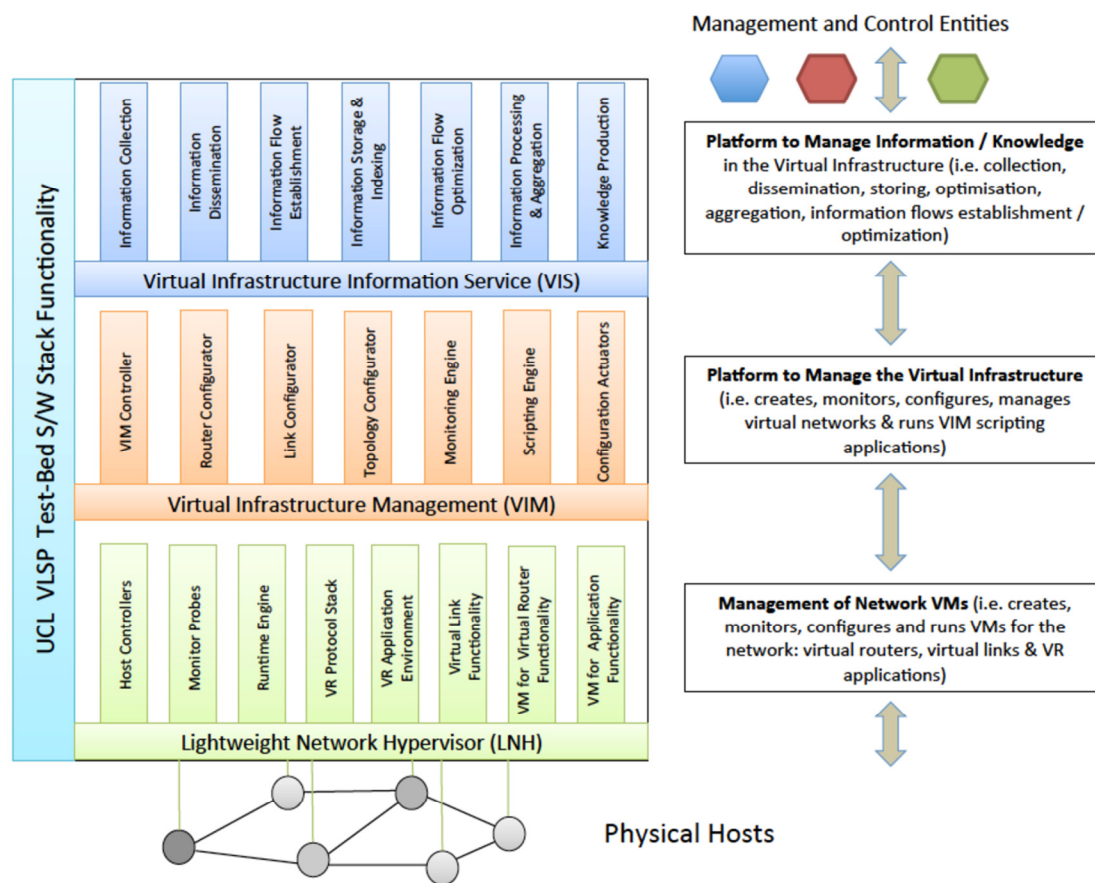 Management and Control Entities
UCL VLSP Test-Bed S/W Stack Functionality
Information Collection
Information
Dissemination
Information Flow
Establishment
Information Storage &
Indexing
Information Flow
Optimization
Information Processing
& Aggregation
Knowledge Production
Virtual Infrastructure Information Service (VIS)
VIM Controller
Router Configurator
Link Configurator
Topology Configurator
Monitoring Engine
Scripting Engine
Configuration Actuators
Virtual Infrastructure Management (VIM)
Host Controllers
Monitor Probes
Runtime Engine
VR Protocol Stack
VR Application
Environment
Virtual Link
Functionality
VM for Virtual Router
Functionality
VM for Application
Functionality
Lightweight Network Hypervisor (LNH)
Platform to Manage Information / Knowledge
in the Virtual Infrastructure (i.e. collection,
dissemination, storing, optimisation,
aggregation, information flows establishment /
optimization)
Platform to Manage the Virtual Infrastructure
(i.e. creates, monitors, configures, manages
virtual networks & runs VIM scripting
applications)
Management of Network VMs (i.e. creates,
monitors, configures and runs VMs for the
network: virtual routers, virtual links & VR
applications)
Physical Hosts